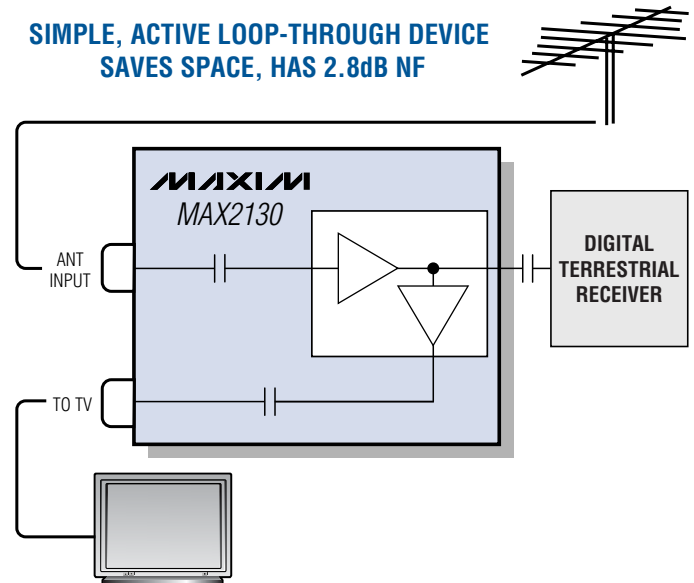 SIMPLE, ACTIVE LOOP-THROUGH DEVICE
SAVES SPACE, HAS 2.8dB NF
MAXIM
MAX2130
ANT
INPUT
DIGITAL
TERRESTRIAL
RECEIVER
TO TV